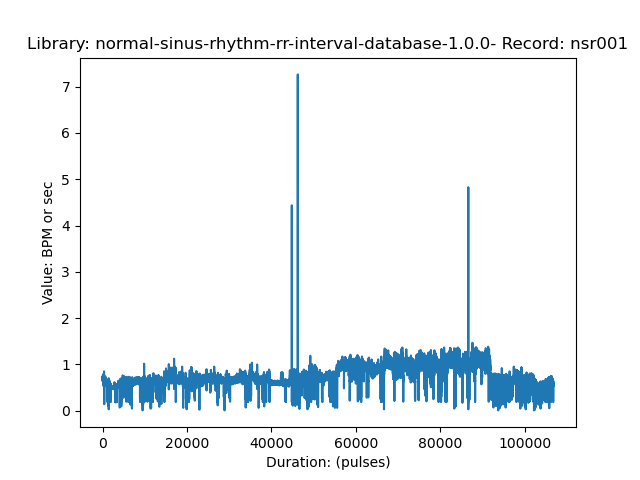 Library: normal-sinus-rhythm-rr-interval-database-1.0.0- Record: nsr001
7
6
5
4
3
2
1
0
Value: BPM or sec
0 20000 40000 60000 80000 100000
Duration: (pulses)